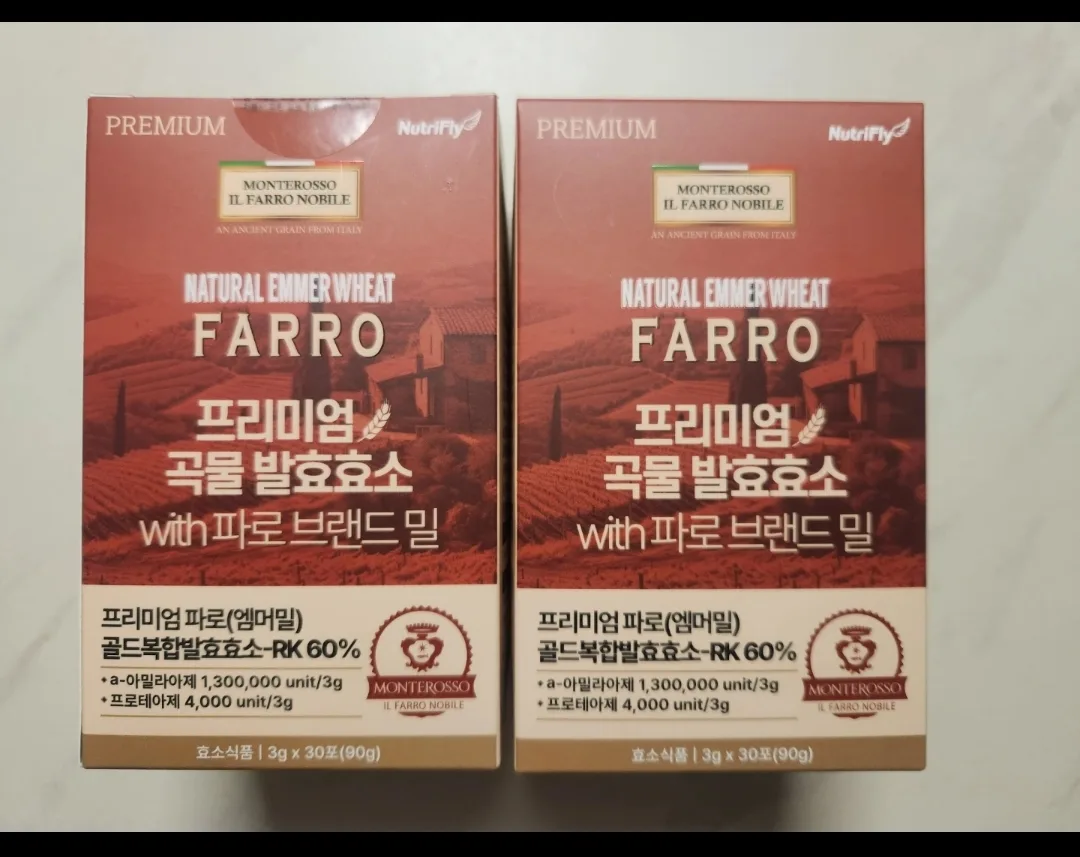 PREMIUM
NutriFly
MONTEROSSO
IL FARRO NOBILE
AN ANCIENT GRAIN FROM ITALY
NATURAL EMMER WHEAT
FARRO
프리미엄
곡물 발효효소
with 파로 브랜드 밀
프리미엄 파로(엠머밀)
골드복합발효효소-RK 60%
• a-아밀라아제 1,300,000 unit/3g
• 프로테아제 4,000 unit/3g
MONTEROSSO
IL FARRO NOBILE
효소식품 | 3g x 30포(90g)
PREMIUM
NutriFly
MONTEROSSO
IL FARRO NOBILE
AN ANCIENT GRAIN FROM ITALY
NATURAL EMMER WHEAT
FARRO
프리미엄
곡물 발효효소
with 파로 브랜드 밀
프리미엄 파로(엠머밀)
골드복합발효효소-RK 60%
• a-아밀라아제 1,300,000 unit/3g
• 프로테아제 4,000 unit/3g
MONTEROSSO
IL FARRO NOBILE
효소식품 | 3g x 30포(90g)